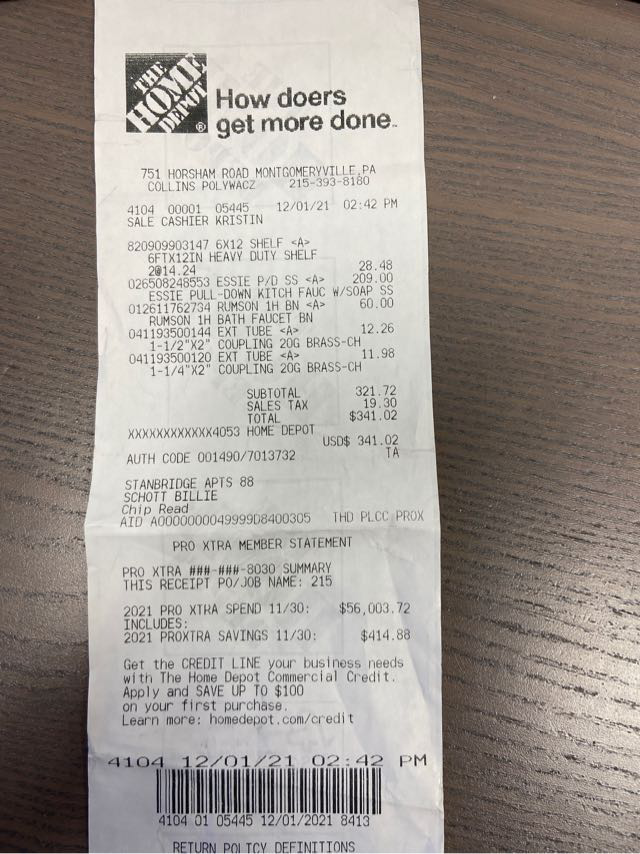 THE HOME DEPOT ®
How doers
get more done™
751 HORSHAM ROAD MONTGOMERYVILLE,PA
COLLINS POLYWACZ 215-393-8180
4104 00001 05445 12/01/21 02:42 PM
SALE CASHIER KRISTIN
820909903147 6X12 SHELF <A>
6FTX12IN HEAVY DUTY SHELF
2@14.24 28.48
026508248553 ESSIE P/D SS <A> 209.00
ESSIE PULL-DOWN KITCH FAUC W/SOAP SS
012611762734 RUMSON 1H BN <A> 60.00
RUMSON 1H BATH FAUCET BN
041193500144 EXT TUBE <A> 12.26
1-1/2"X2" COUPLING 20G BRASS-CH
041193500120 EXT TUBE <A> 11.98
1-1/4"X2" COUPLING 20G BRASS-CH
SUBTOTAL 321.72
SALES TAX 19.30
TOTAL $341.02
XXXXXXXXXXXX4053 HOME DEPOT
USD$ 341.02
AUTH CODE 001490/7013732 TA
STANBRIDGE APTS 88
SCHOTT BILLIE
Chip Read
AID A0000000049999D8400305 THD PLCC PROX
PRO XTRA MEMBER STATEMENT
PRO XTRA ###-###-8030 SUMMARY
THIS RECEIPT PO/JOB NAME: 215
2021 PRO XTRA SPEND 11/30: $56,003.72
INCLUDES:
2021 PROXTRA SAVINGS 11/30: $414.88
Get the CREDIT LINE your business needs
with The Home Depot Commercial Credit.
Apply and SAVE UP TO $100
on your first purchase.
Learn more: homedepot.com/credit
4104 12/01/21 02:42 PM
4104 01 05445 12/01/2021 8413
RETURN POLICY DEFINITIONS